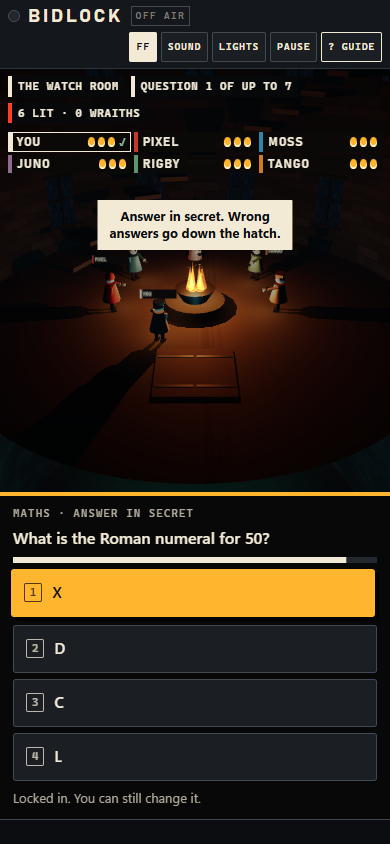 BIDLOCK OFF AIR
FF SOUND LIGHTS PAUSE ? GUIDE
THE WATCH ROOM QUESTION 1 OF UP TO 7
6 LIT · 0 WRAITHS
YOU ✓ PIXEL MOSS
JUNO RIGBY TANGO
Answer in secret. Wrong
answers go down the hatch.
MATHS · ANSWER IN SECRET
What is the Roman numeral for 50?
1 X
2 D
3 C
4 L
Locked in. You can still change it.